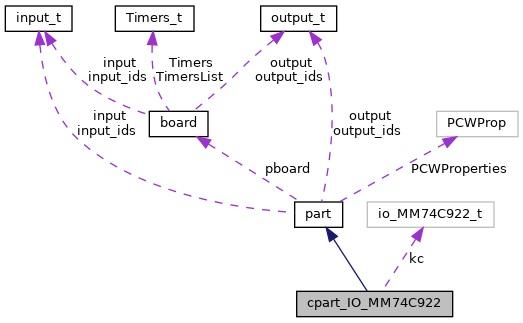 input_t
Timers_t
output_t
input
input_ids
Timers
TimersList
output
output_ids
input
input_ids
board
output
output_ids
PCWProp
pboard
PCWProperties
part
io_MM74C922_t
kc
cpart_IO_MM74C922